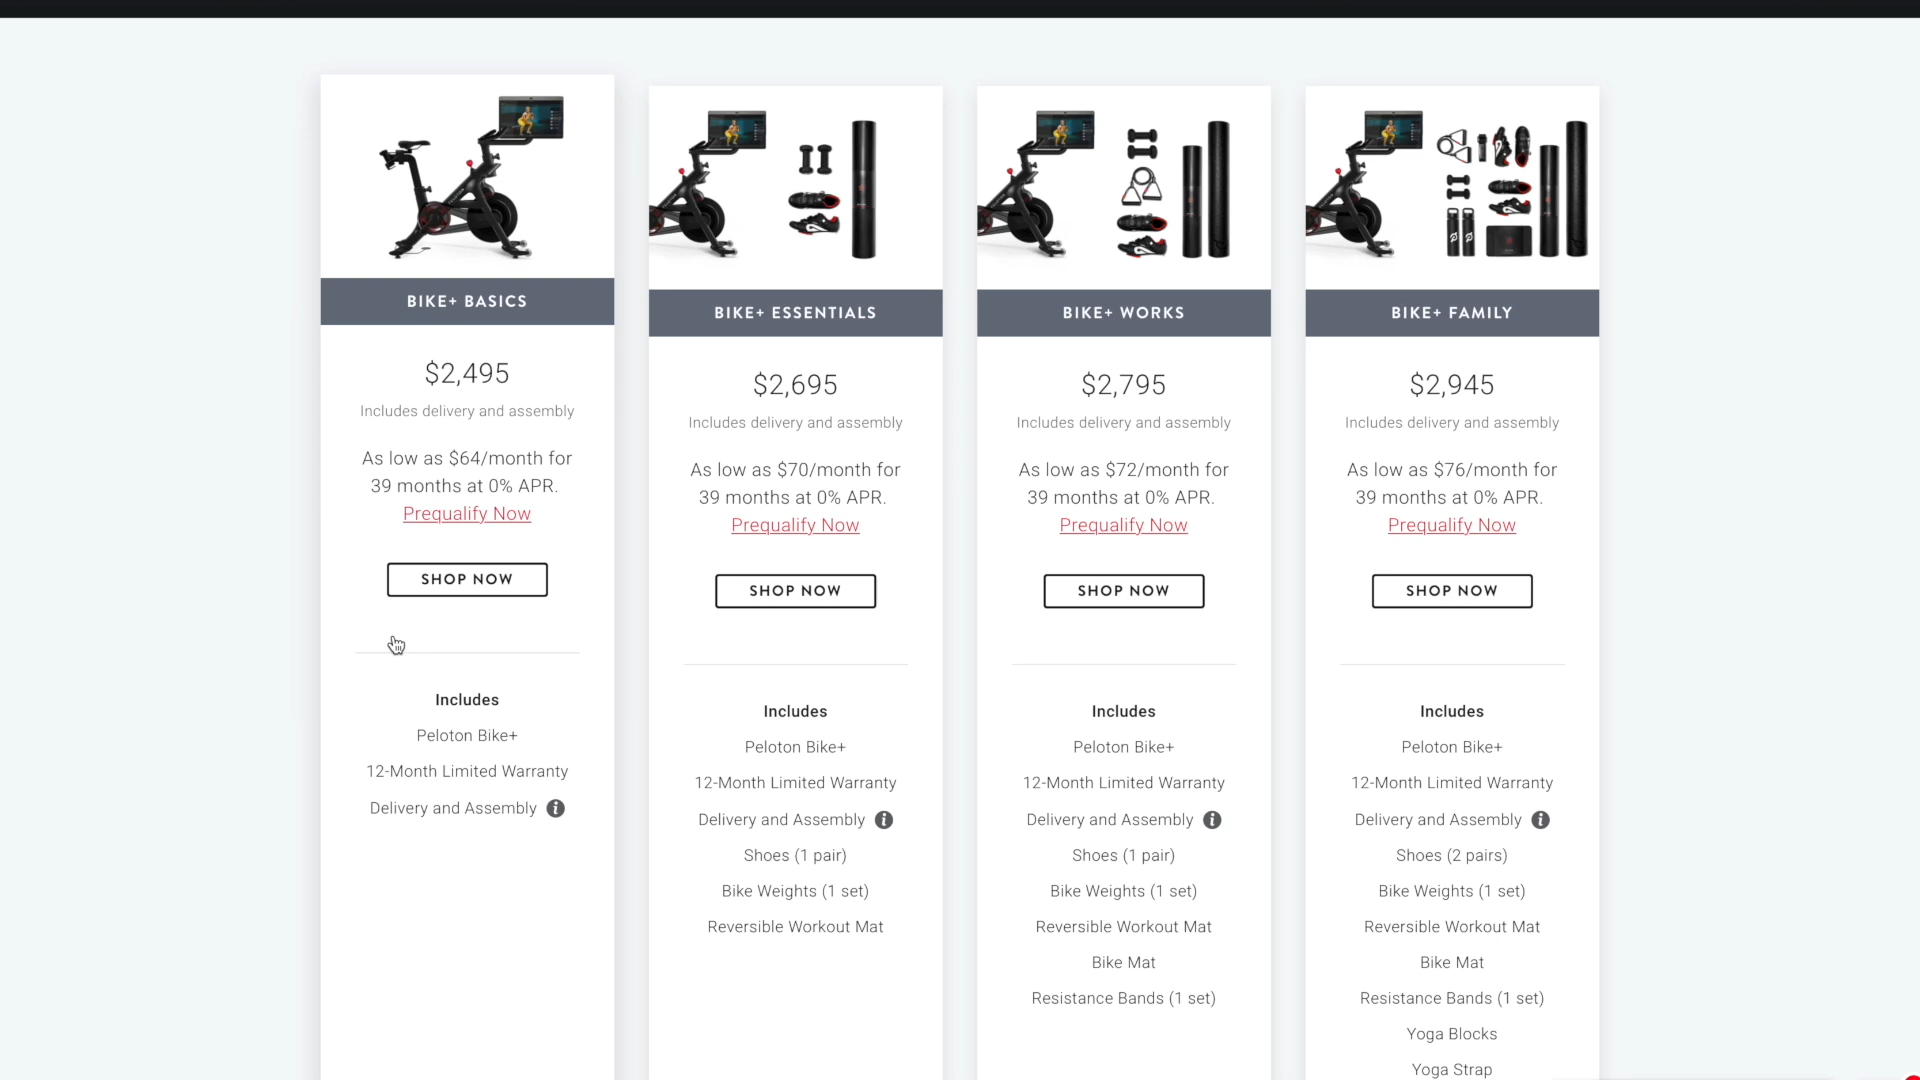 BIKE+ BASICS
$2,495
Includes delivery and assembly
As low as $64/month for
39 months at 0% APR.
Prequalify Now
SHOP NOW
Includes
Peloton Bike+
12-Month Limited Warranty
Delivery and Assembly i
BIKE+ ESSENTIALS
$2,695
Includes delivery and assembly
As low as $70/month for
39 months at 0% APR.
Prequalify Now
SHOP NOW
Includes
Peloton Bike+
12-Month Limited Warranty
Delivery and Assembly i
Shoes (1 pair)
Bike Weights (1 set)
Reversible Workout Mat
BIKE+ WORKS
$2,795
Includes delivery and assembly
As low as $72/month for
39 months at 0% APR.
Prequalify Now
SHOP NOW
Includes
Peloton Bike+
12-Month Limited Warranty
Delivery and Assembly i
Shoes (1 pair)
Bike Weights (1 set)
Reversible Workout Mat
Bike Mat
Resistance Bands (1 set)
BIKE+ FAMILY
$2,945
Includes delivery and assembly
As low as $76/month for
39 months at 0% APR.
Prequalify Now
SHOP NOW
Includes
Peloton Bike+
12-Month Limited Warranty
Delivery and Assembly i
Shoes (2 pairs)
Bike Weights (1 set)
Reversible Workout Mat
Bike Mat
Resistance Bands (1 set)
Yoga Blocks
Yoga Strap